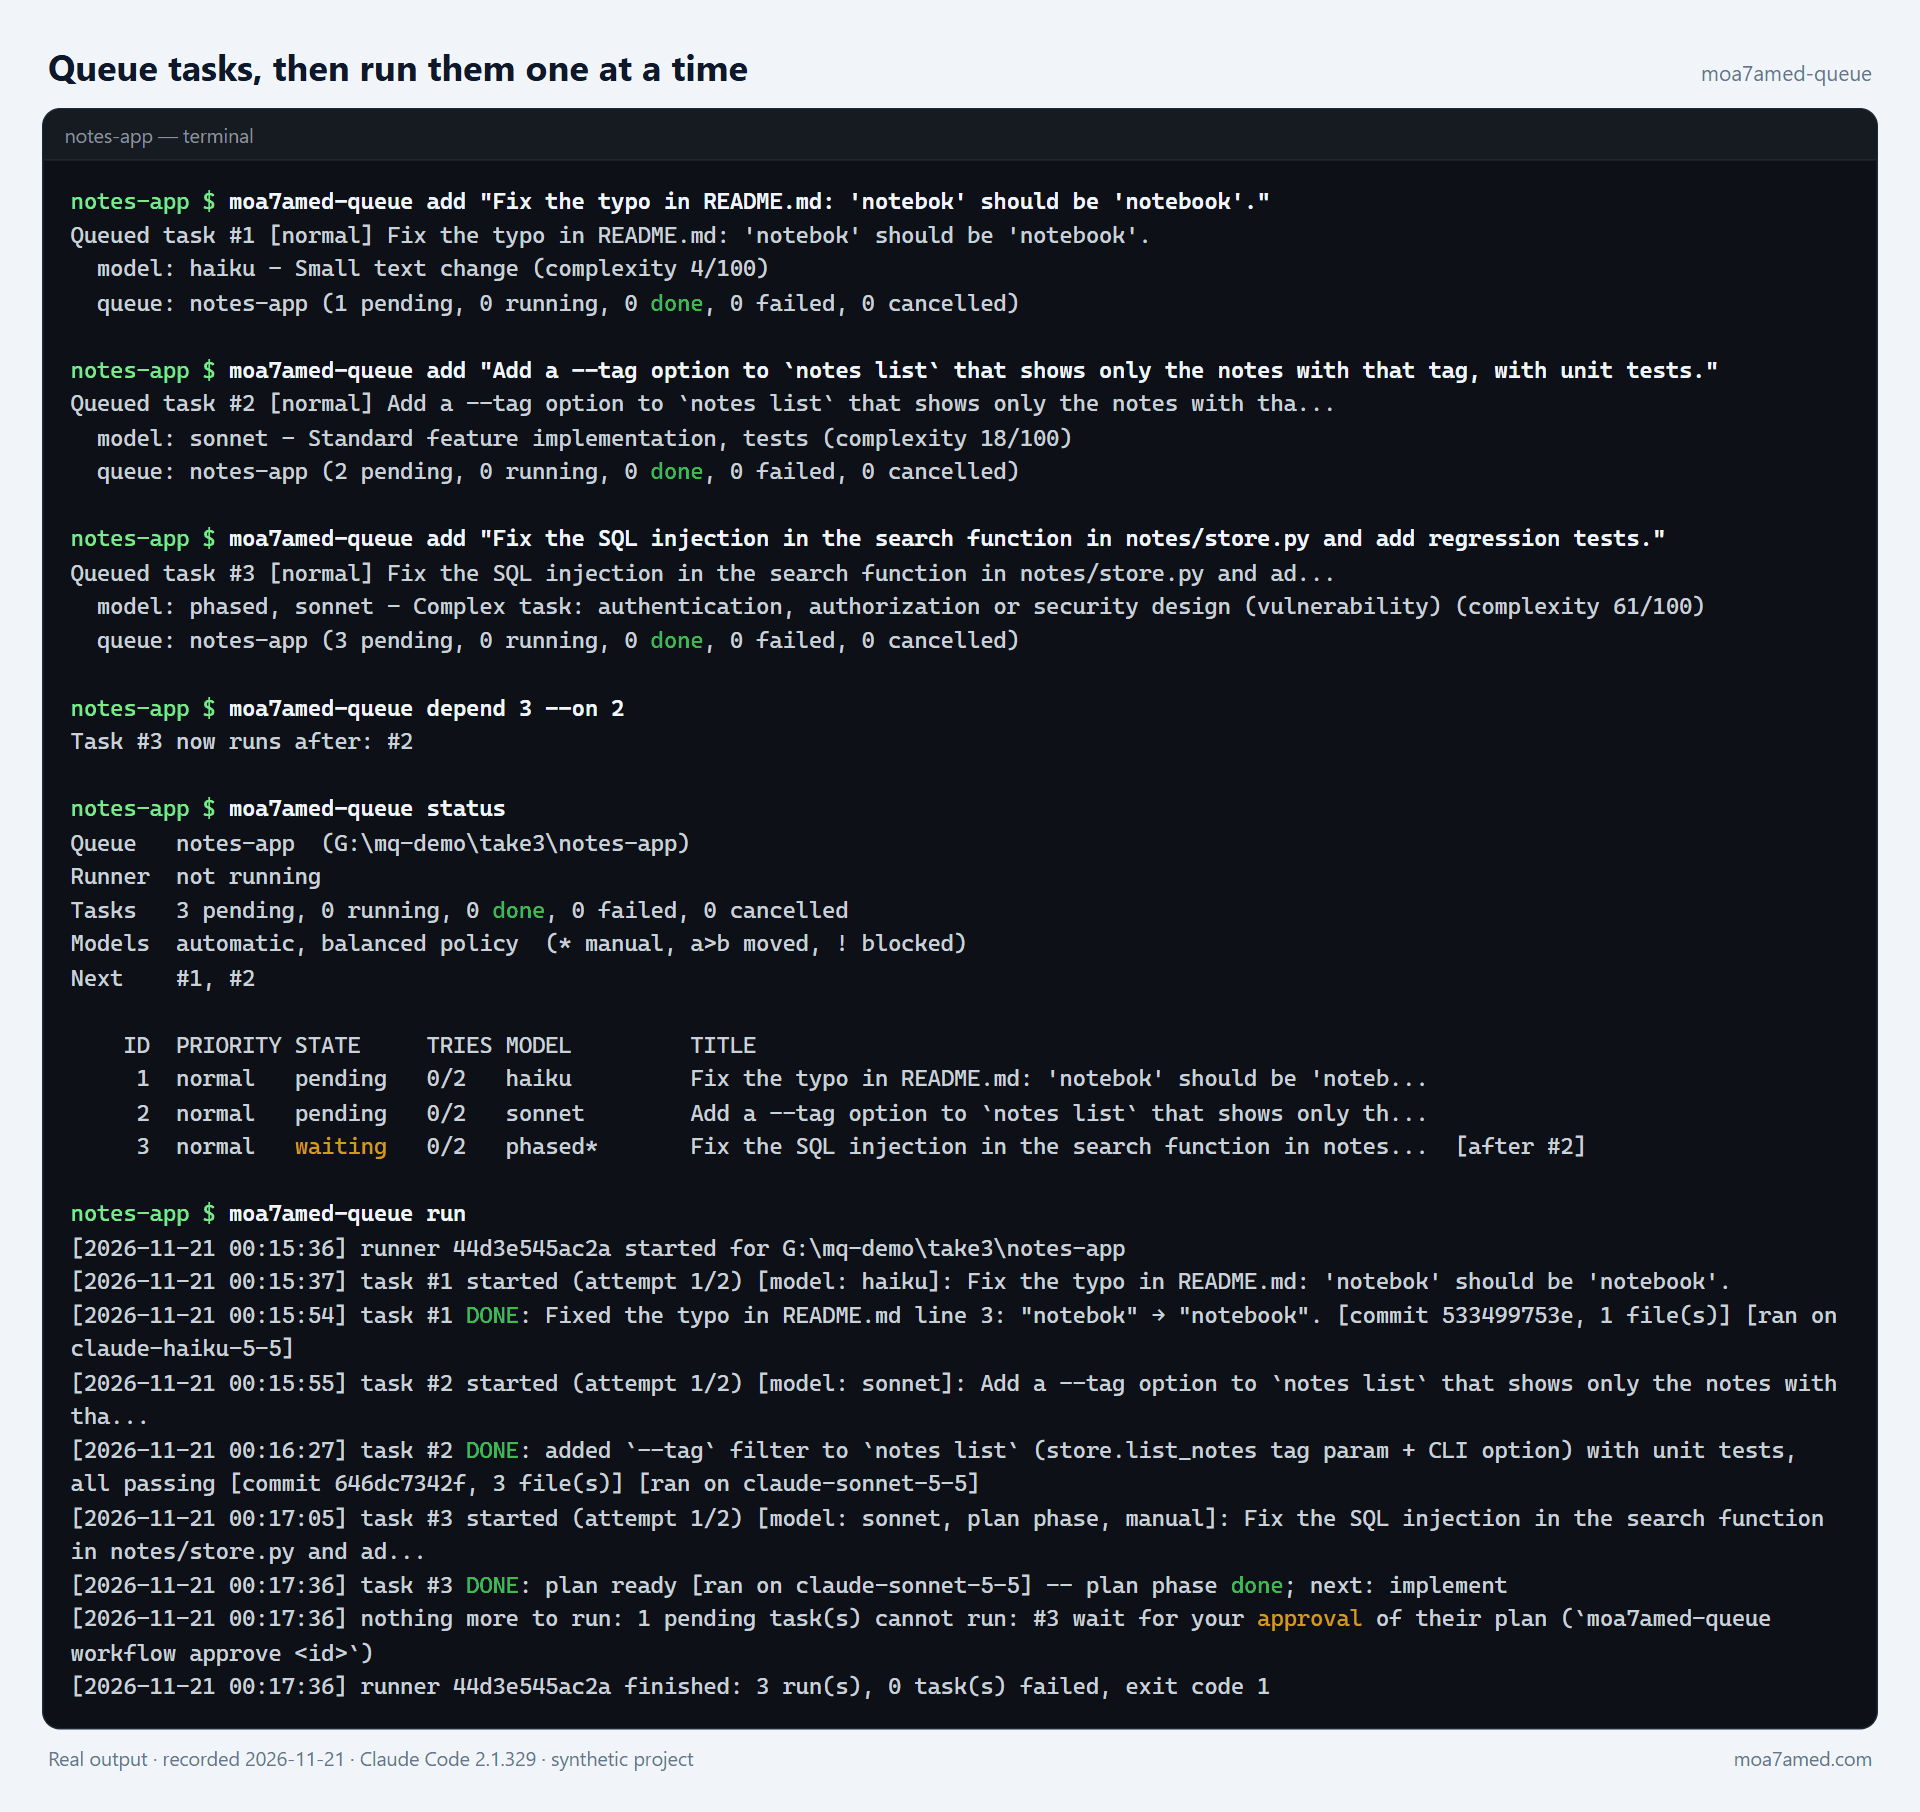 Queue tasks, then run them one at a time
moa7amed-queue
notes-app — terminal
notes-app $ moa7amed-queue add "Fix the typo in README.md: 'notebok' should be 'notebook'."
Queued task #1 [normal] Fix the typo in README.md: 'notebok' should be 'notebook'.
  model: haiku - Small text change (complexity 4/100)
  queue: notes-app (1 pending, 0 running, 0 done, 0 failed, 0 cancelled)
notes-app $ moa7amed-queue add "Add a --tag option to `notes list` that shows only the notes with that tag, with unit tests."
Queued task #2 [normal] Add a --tag option to `notes list` that shows only the notes with tha...
  model: sonnet - Standard feature implementation, tests (complexity 18/100)
  queue: notes-app (2 pending, 0 running, 0 done, 0 failed, 0 cancelled)
notes-app $ moa7amed-queue add "Fix the SQL injection in the search function in notes/store.py and add regression tests."
Queued task #3 [normal] Fix the SQL injection in the search function in notes/store.py and ad...
  model: phased, sonnet - Complex task: authentication, authorization or security design (vulnerability) (complexity 61/100)
  queue: notes-app (3 pending, 0 running, 0 done, 0 failed, 0 cancelled)
notes-app $ moa7amed-queue depend 3 --on 2
Task #3 now runs after: #2
notes-app $ moa7amed-queue status
Queue   notes-app  (G:\mq-demo\take3\notes-app)
Runner  not running
Tasks   3 pending, 0 running, 0 done, 0 failed, 0 cancelled
Models  automatic, balanced policy  (* manual, a>b moved, ! blocked)
Next    #1, #2
    ID  PRIORITY STATE     TRIES MODEL         TITLE
     1  normal   pending   0/2   haiku         Fix the typo in README.md: 'notebok' should be 'noteb...
     2  normal   pending   0/2   sonnet        Add a --tag option to `notes list` that shows only th...
     3  normal   waiting   0/2   phased*       Fix the SQL injection in the search function in notes...  [after #2]
notes-app $ moa7amed-queue run
[2026-11-21 00:15:36] runner 44d3e545ac2a started for G:\mq-demo\take3\notes-app
[2026-11-21 00:15:37] task #1 started (attempt 1/2) [model: haiku]: Fix the typo in README.md: 'notebok' should be 'notebook'.
[2026-11-21 00:15:54] task #1 DONE: Fixed the typo in README.md line 3: "notebok" → "notebook". [commit 533499753e, 1 file(s)] [ran on
claude-haiku-5-5]
[2026-11-21 00:15:55] task #2 started (attempt 1/2) [model: sonnet]: Add a --tag option to `notes list` that shows only the notes with
tha...
[2026-11-21 00:16:27] task #2 DONE: added `--tag` filter to `notes list` (store.list_notes tag param + CLI option) with unit tests,
all passing [commit 646dc7342f, 3 file(s)] [ran on claude-sonnet-5-5]
[2026-11-21 00:17:05] task #3 started (attempt 1/2) [model: sonnet, plan phase, manual]: Fix the SQL injection in the search function
in notes/store.py and ad...
[2026-11-21 00:17:36] task #3 DONE: plan ready [ran on claude-sonnet-5-5] -- plan phase done; next: implement
[2026-11-21 00:17:36] nothing more to run: 1 pending task(s) cannot run: #3 wait for your approval of their plan (`moa7amed-queue
workflow approve <id>`)
[2026-11-21 00:17:36] runner 44d3e545ac2a finished: 3 run(s), 0 task(s) failed, exit code 1
Real output · recorded 2026-11-21 · Claude Code 2.1.329 · synthetic project
moa7amed.com